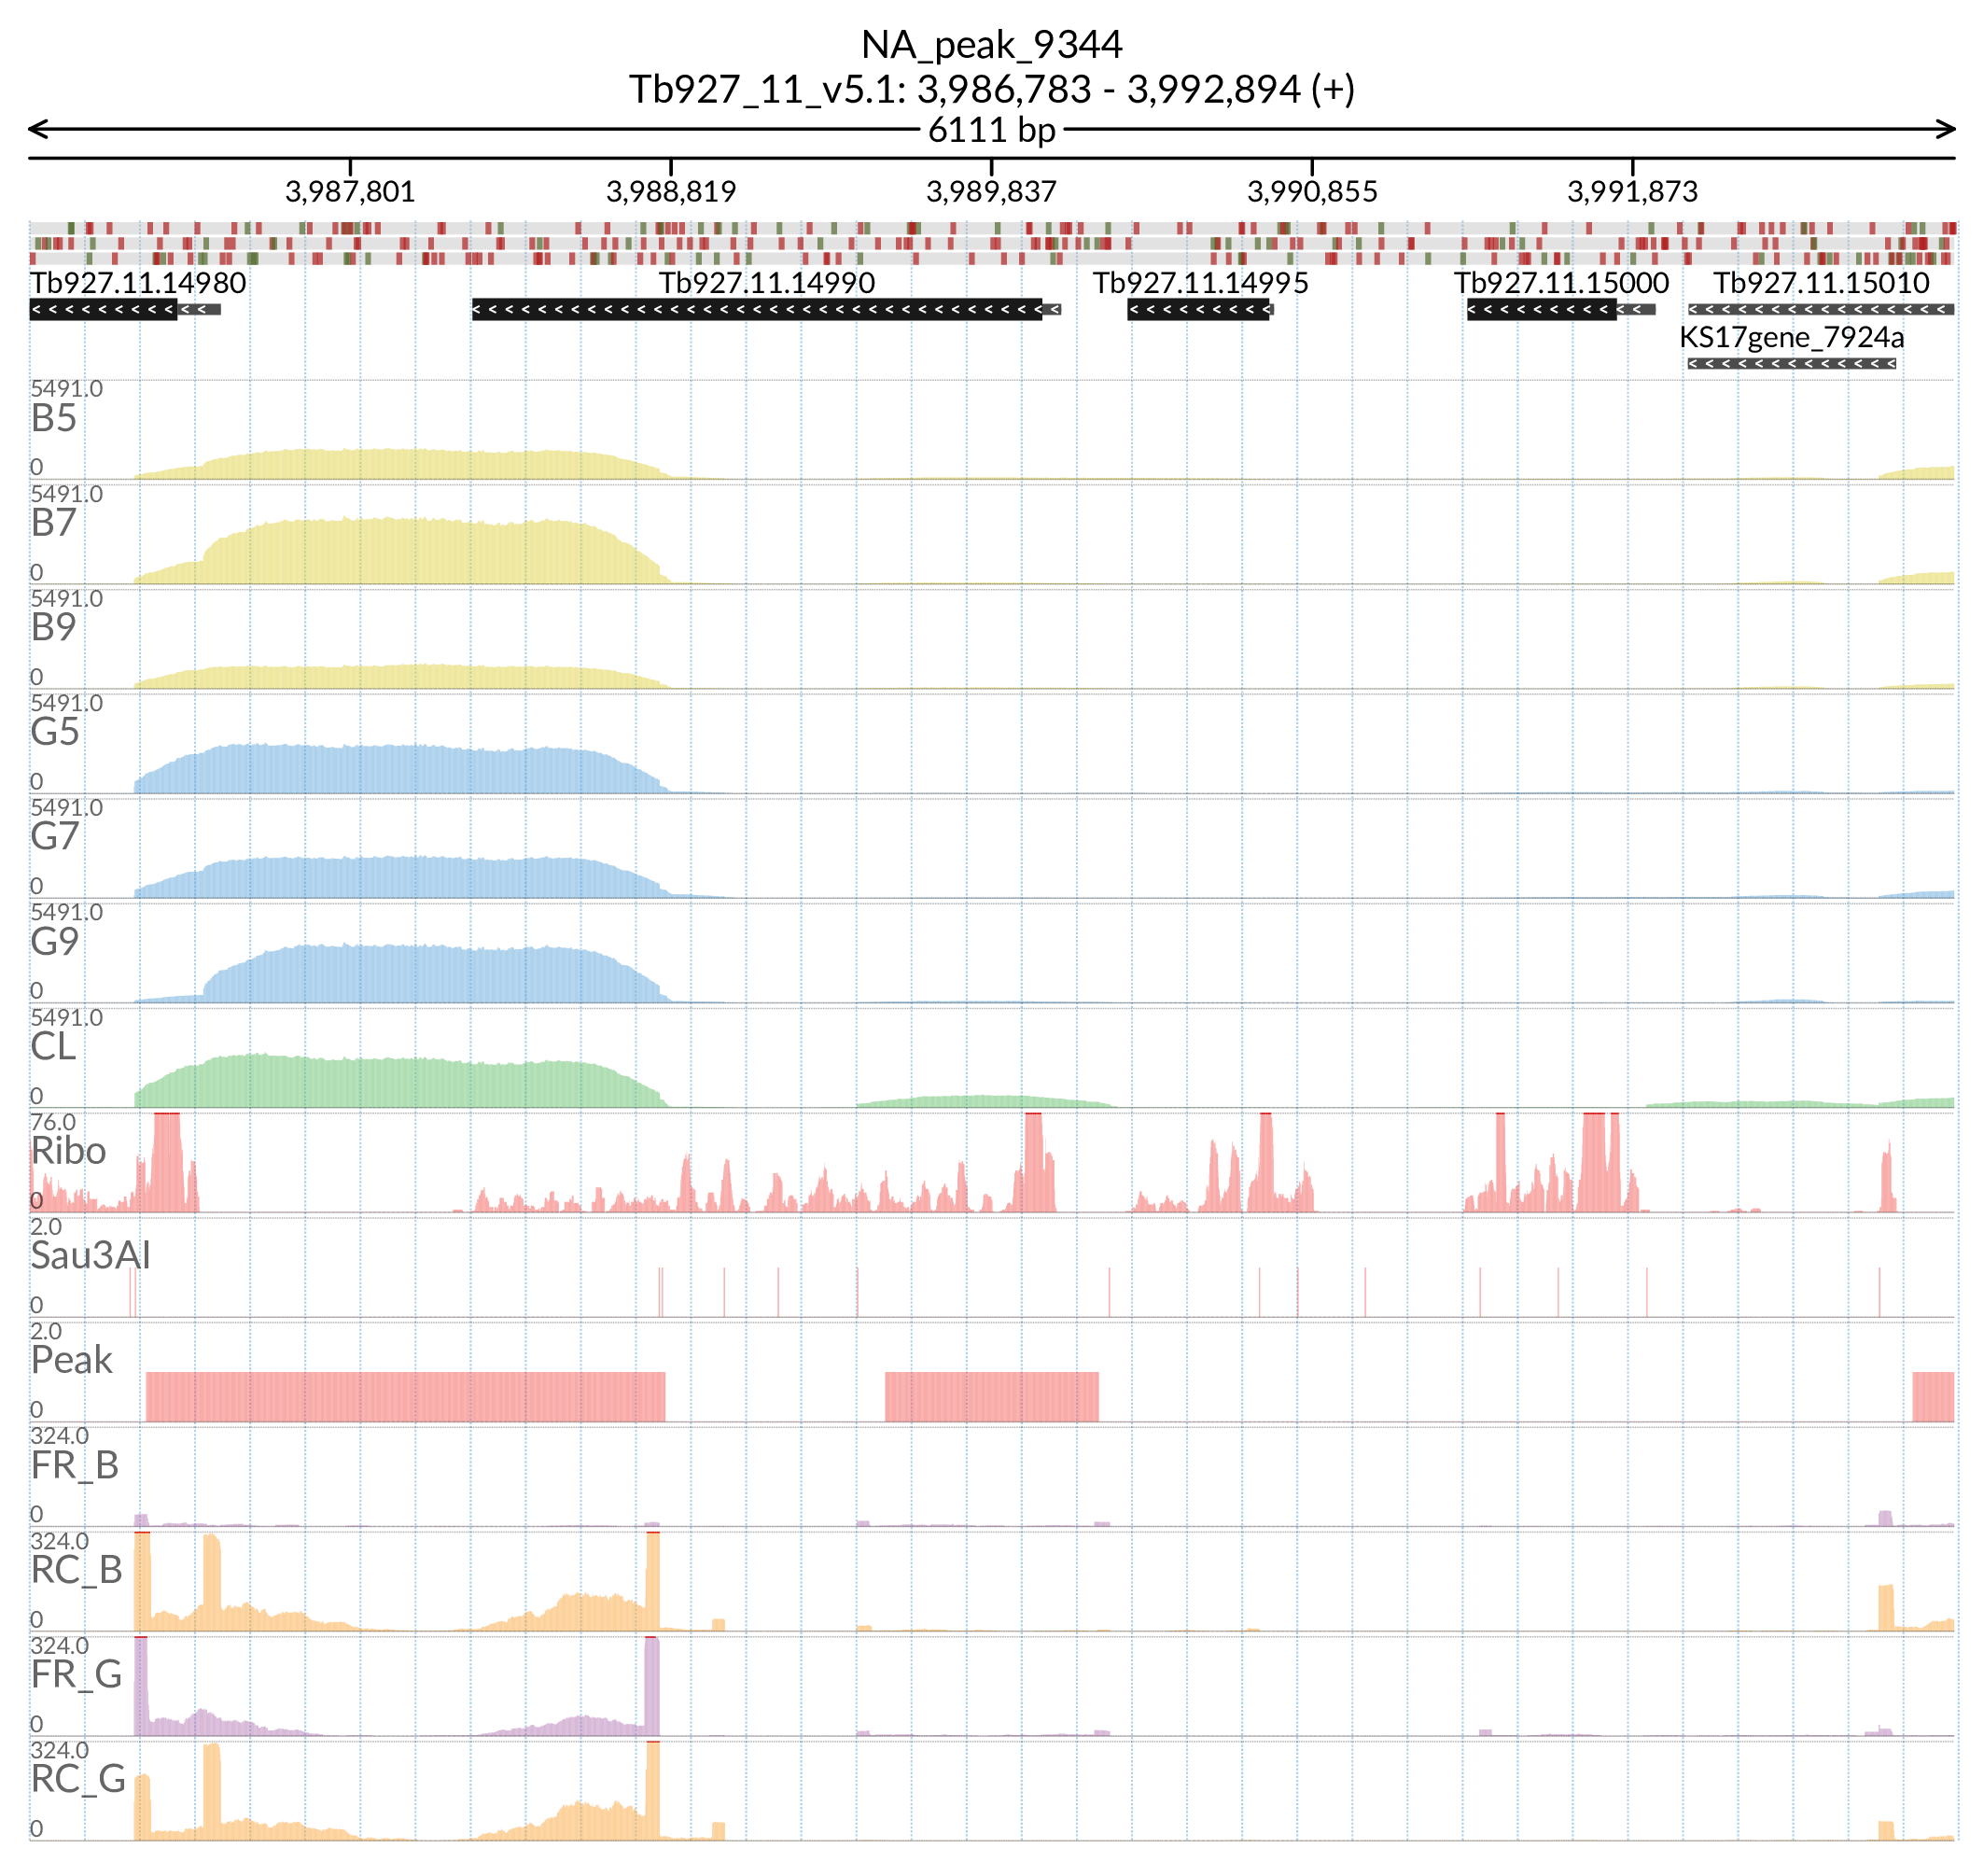 NA_peak_9344
Tb927_11_v5.1: 3,986,783 - 3,992,894 (+)
6111 bp
3,987,801 3,988,819 3,989,837 3,990,855 3,991,873
Tb927.11.14980 Tb927.11.14990 Tb927.11.14995 Tb927.11.15000 Tb927.11.15010
KS17gene_7924a
5491.0
B5
0
5491.0
B7
0
5491.0
B9
0
5491.0
G5
0
5491.0
G7
0
5491.0
G9
0
5491.0
CL
0
76.0
Ribo
0
2.0
Sau3AI
0
2.0
Peak
0
324.0
FR_B
0
324.0
RC_B
0
324.0
FR_G
0
324.0
RC_G
0